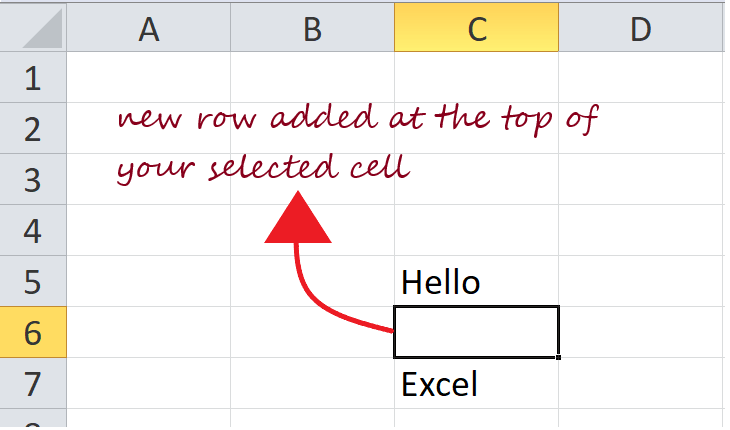 A B C D
1
2
new row added at the top of
3
your selected cell
4
5 Hello
6
7 Excel